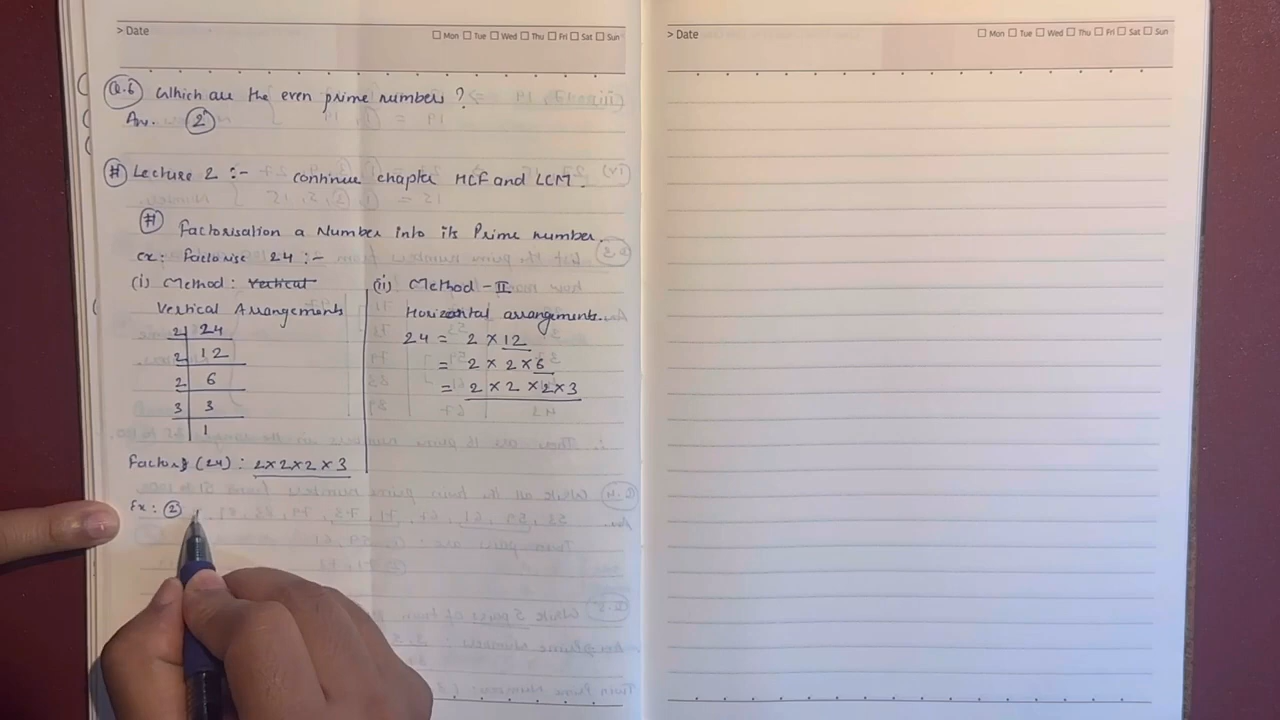 > Date Mon Tue Wed Thu Fri Sat Sun
Q.6 Which are the even prime numbers?
Ans. 2
# Lecture 2 :- continue chapter HCF and LCM.
# Factorisation a Number into its Prime number.
ex: Factorise 24 :-
(i) Method: Vertical
Vertical Arrangements
2 24
2 12
2 6
3 3
1
Factors (24) : 2×2×2×3
(ii) Method - II
Horizontal arrangements.
24 = 2 × 12
= 2 × 2 × 6
= 2 × 2 × 2 × 3
Ex: 2
> Date Mon Tue Wed Thu Fri Sat Sun